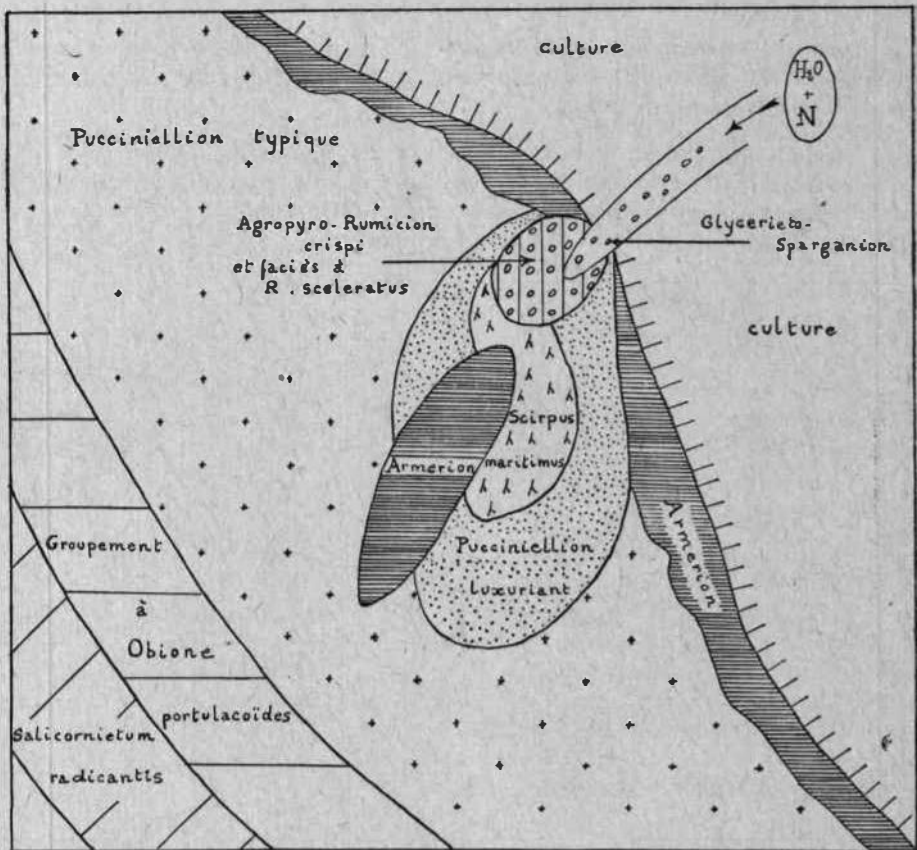 culture
H₂O
+
N
Pucciniellion typique
Agropyro-Rumicion
crispi
et faciès à
R. sceleratus
Glycerieto-
Sparganion
culture
Scirpus
maritimus
Armerion
Pucciniellion
luxuriant
Armerion
Groupement
à
Obione
portulacoïdes
Salicornietum
radicantis